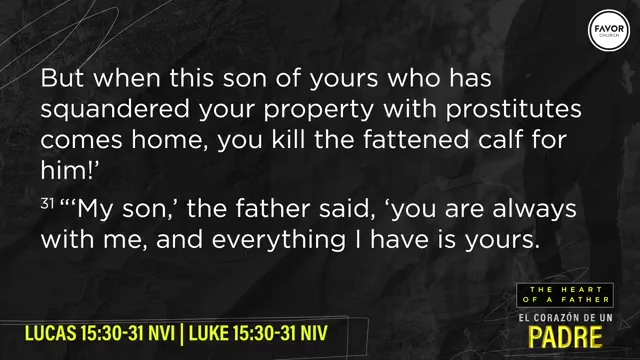 FAVOR
CHURCH
But when this son of yours who has
squandered your property with prostitutes
comes home, you kill the fattened calf for
him!’
31 “‘My son,’ the father said, ‘you are always
with me, and everything I have is yours.
THE HEART
OF A FATHER
EL CORAZÓN DE UN
PADRE
LUCAS 15:30-31 NVI | LUKE 15:30-31 NIV